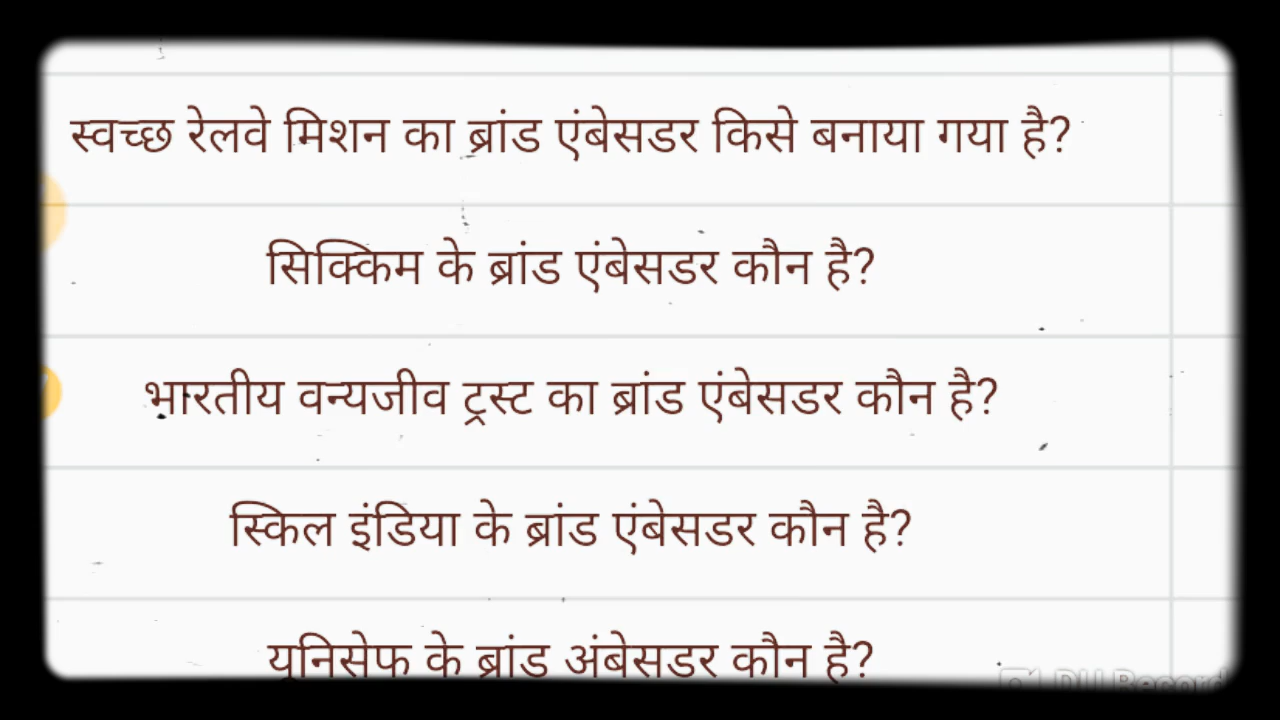 स्वच्छ रेलवे मिशन का ब्रांड एंबेसडर किसे बनाया गया है?
सिक्किम के ब्रांड एंबेसडर कौन है?
भारतीय वन्यजीव ट्रस्ट का ब्रांड एंबेसडर कौन है?
स्किल इंडिया के ब्रांड एंबेसडर कौन है?
यूनिसेफ के ब्रांड अंबेसडर कौन है?